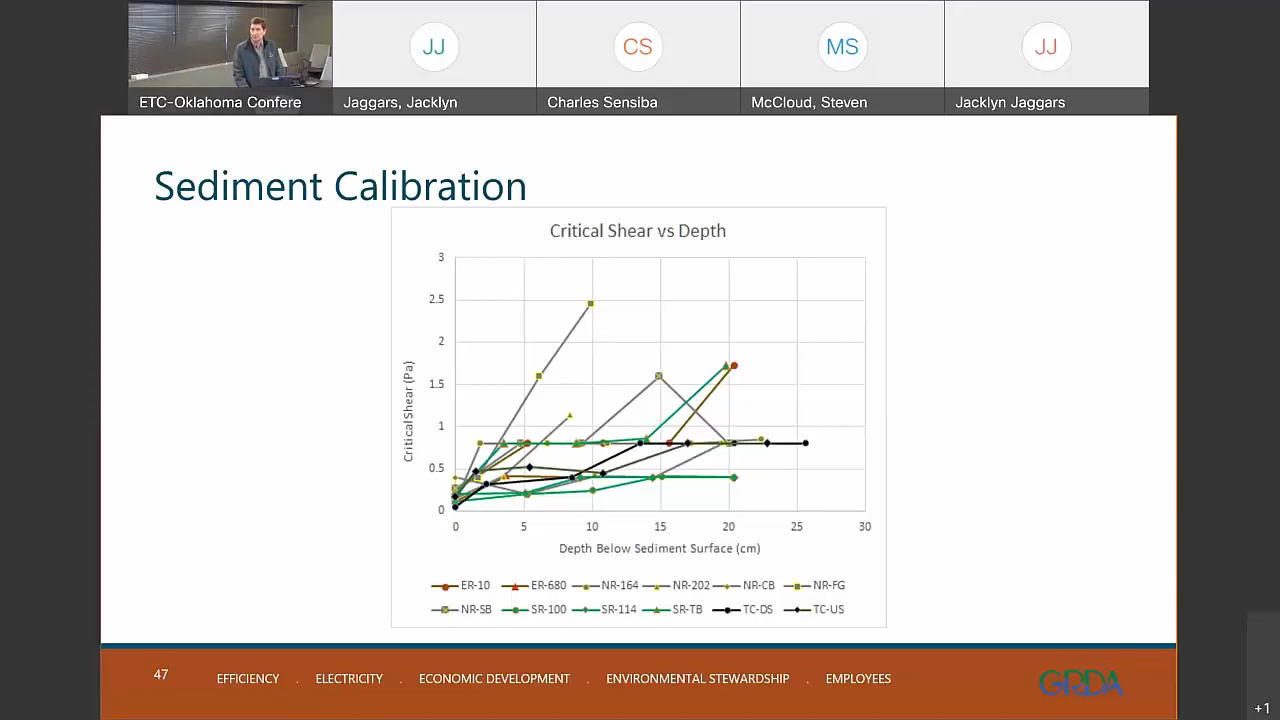 JJ
CS
MS
JJ
ETC-Oklahoma Confere
Jaggars, Jacklyn
Charles Sensiba
McCloud, Steven
Jacklyn Jaggars
Sediment Calibration
Critical Shear vs Depth
Critical Shear (Pa)
3
2.5
2
1.5
1
0.5
0
0 5 10 15 20 25 30
Depth Below Sediment Surface (cm)
ER-10 ER-680 NR-164 NR-202 NR-CB NR-FG
NR-SB SR-100 SR-114 SR-TB TC-DS TC-US
47 EFFICIENCY . ELECTRICITY . ECONOMIC DEVELOPMENT . ENVIRONMENTAL STEWARDSHIP . EMPLOYEES
GRDA
+1